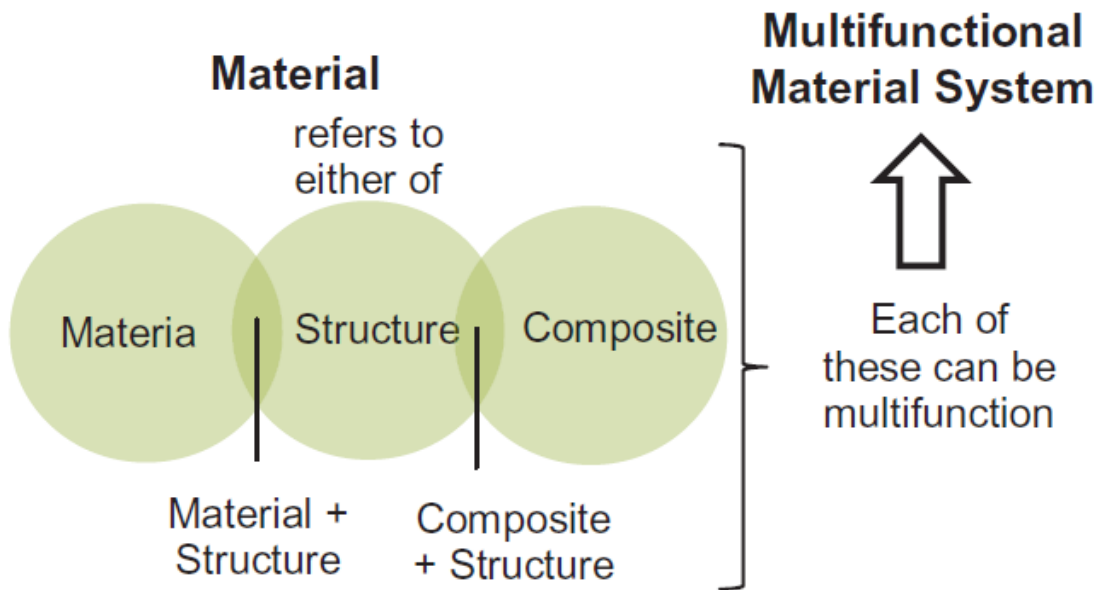 Material
refers to
either of
Materia
Structure
Composite
Material +
Structure
Composite
+ Structure
Multifunctional
Material System
Each of
these can be
multifunction